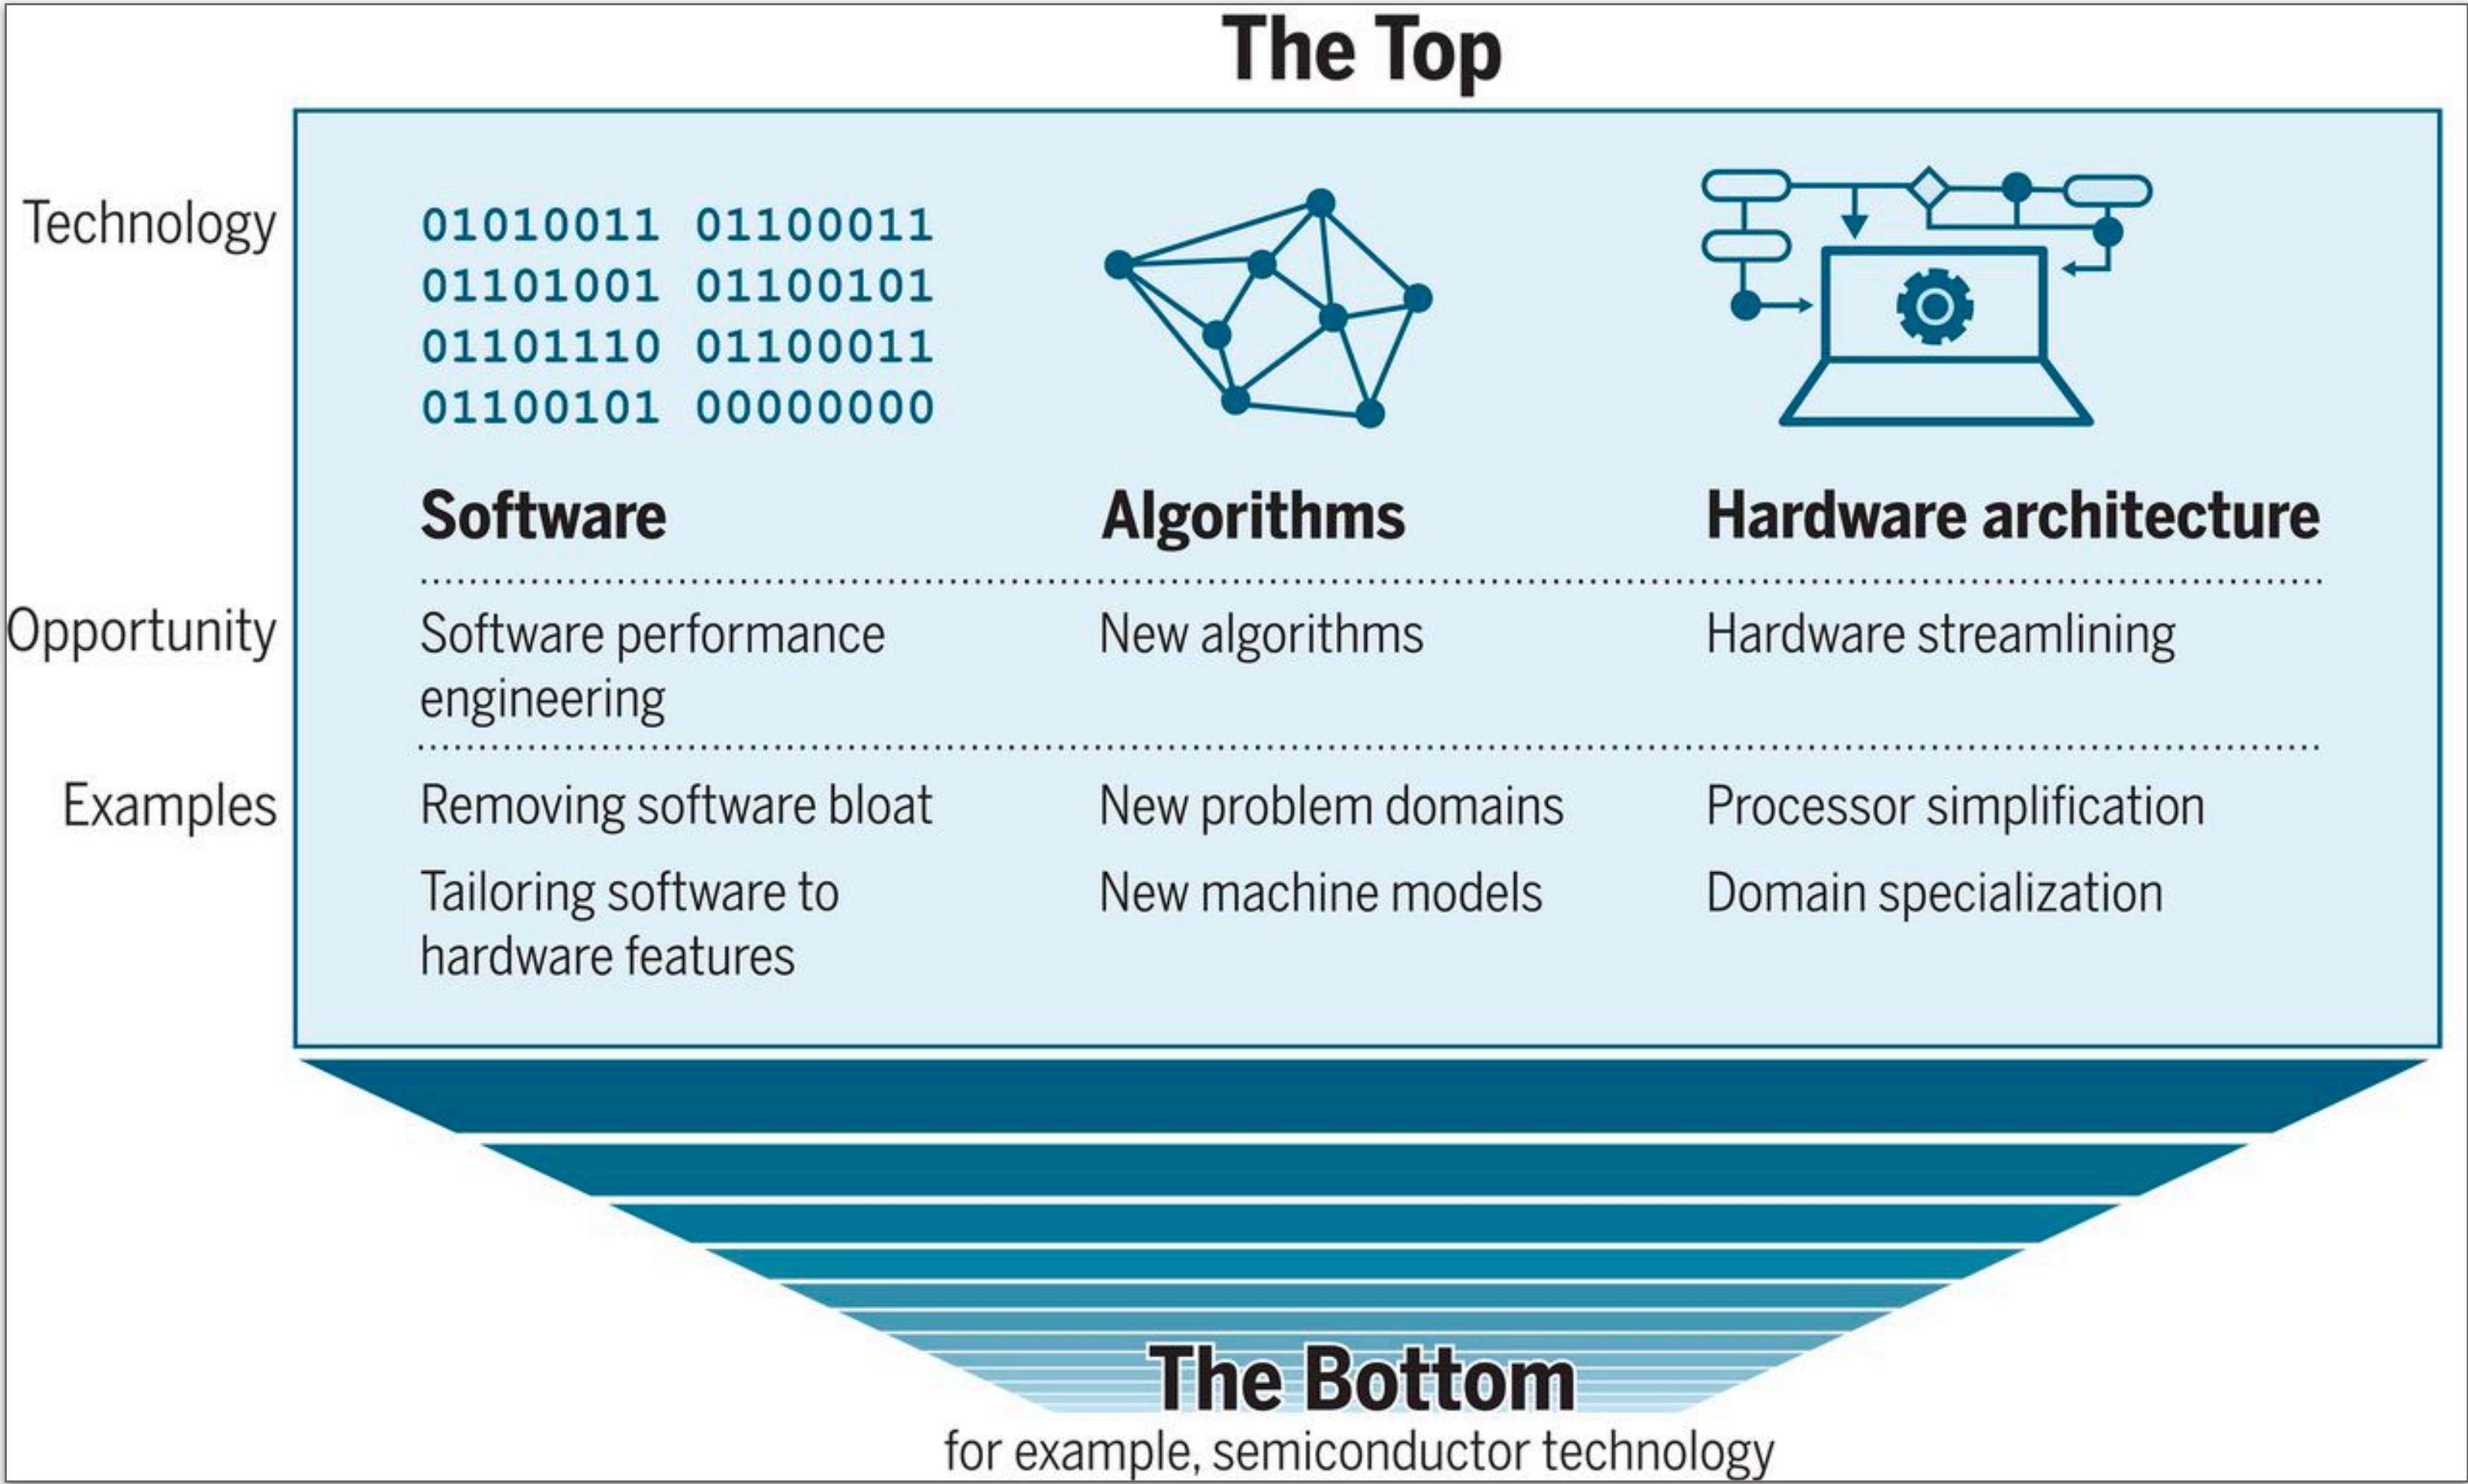 The Top
Technology
01010011 01100011
01101001 01100101
01101110 01100011
01100101 00000000
Software
Algorithms
Hardware architecture
Opportunity
Software performance
engineering
New algorithms
Hardware streamlining
Examples
Removing software bloat
New problem domains
Processor simplification
Tailoring software to
hardware features
New machine models
Domain specialization
The Bottom
for example, semiconductor technology